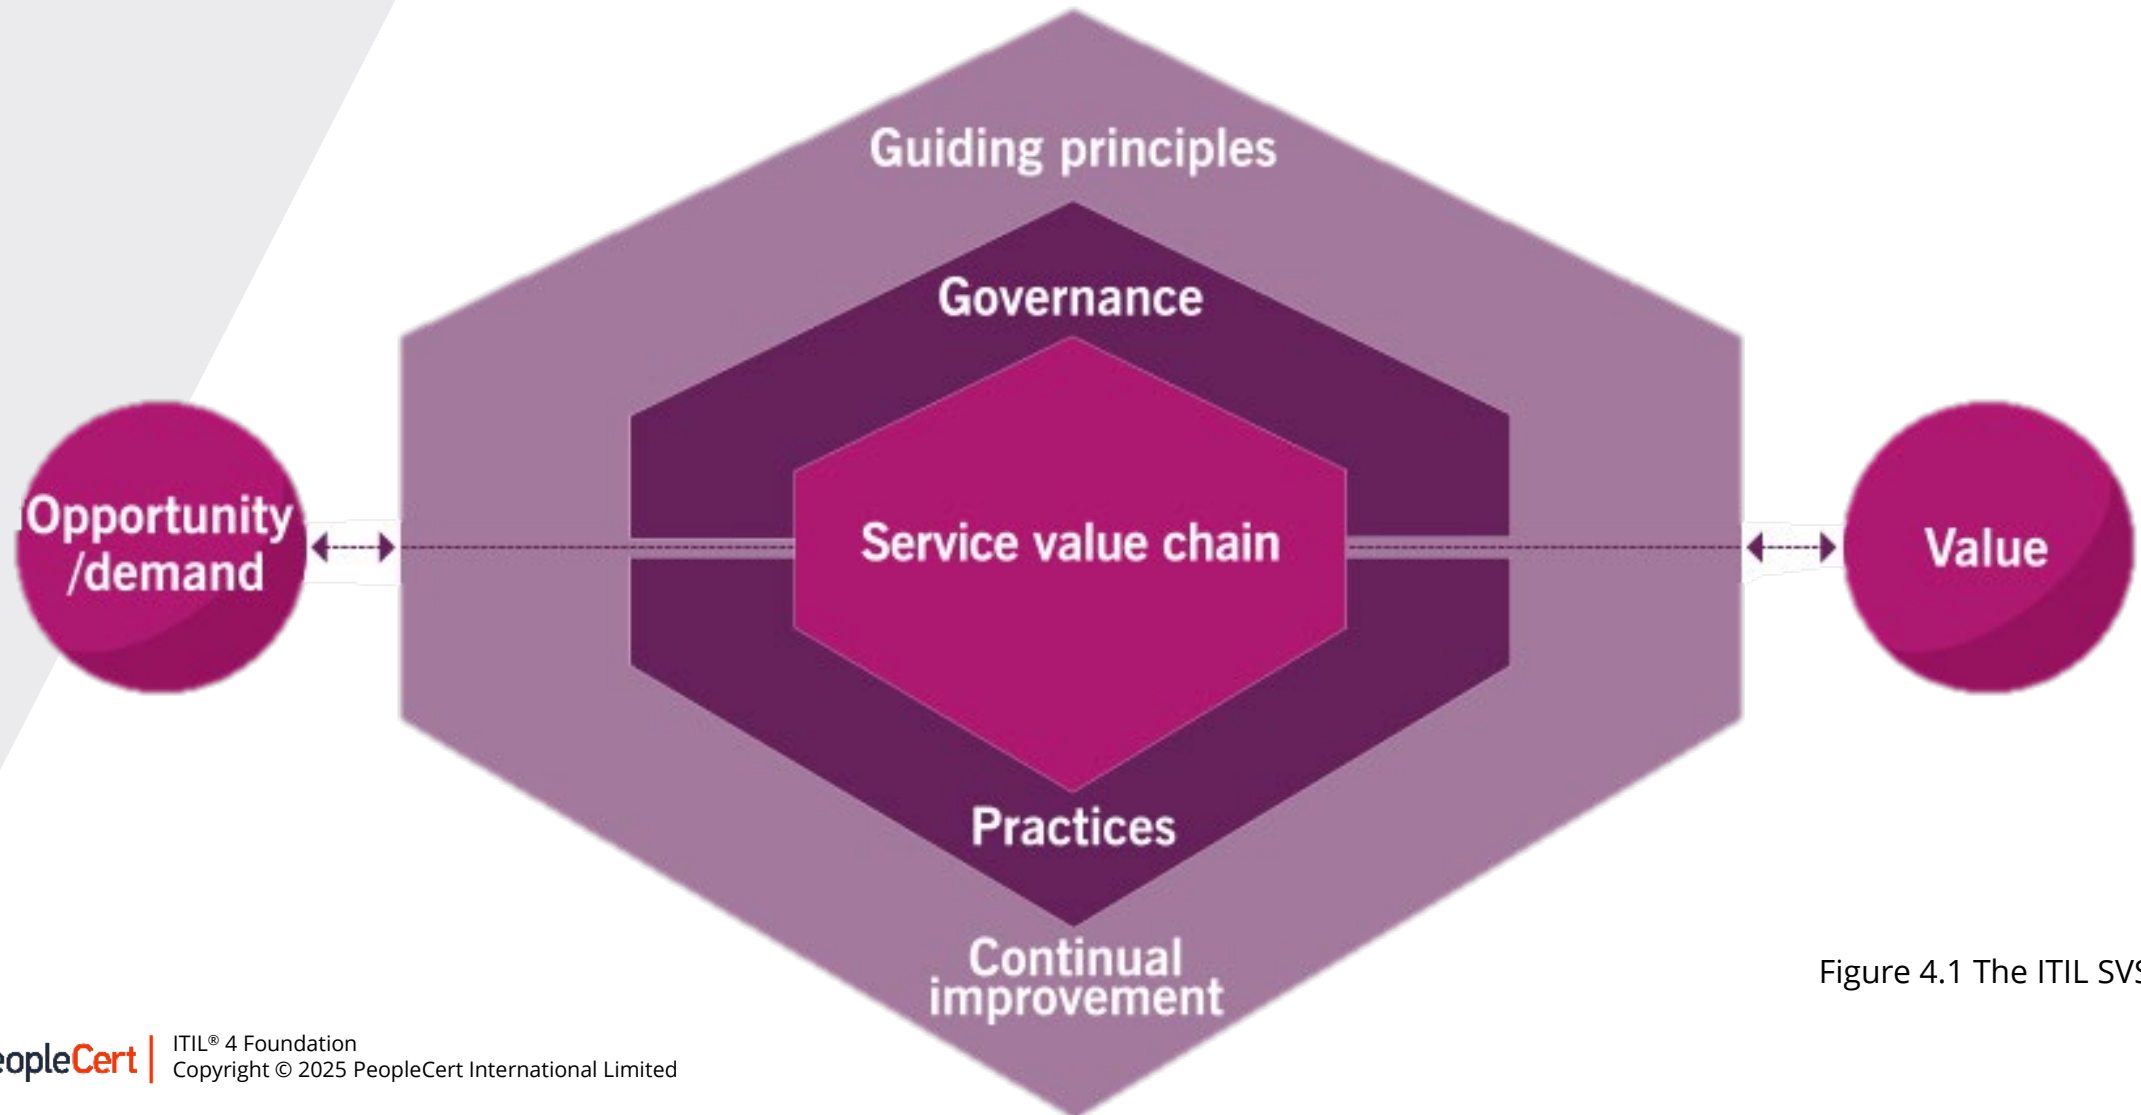 Guiding principles
Governance
Opportunity
/demand
Service value chain
Value
Practices
Continual
improvement
Figure 4.1 The ITIL SVS
eopleCert
ITIL® 4 Foundation
Copyright © 2025 PeopleCert International Limited